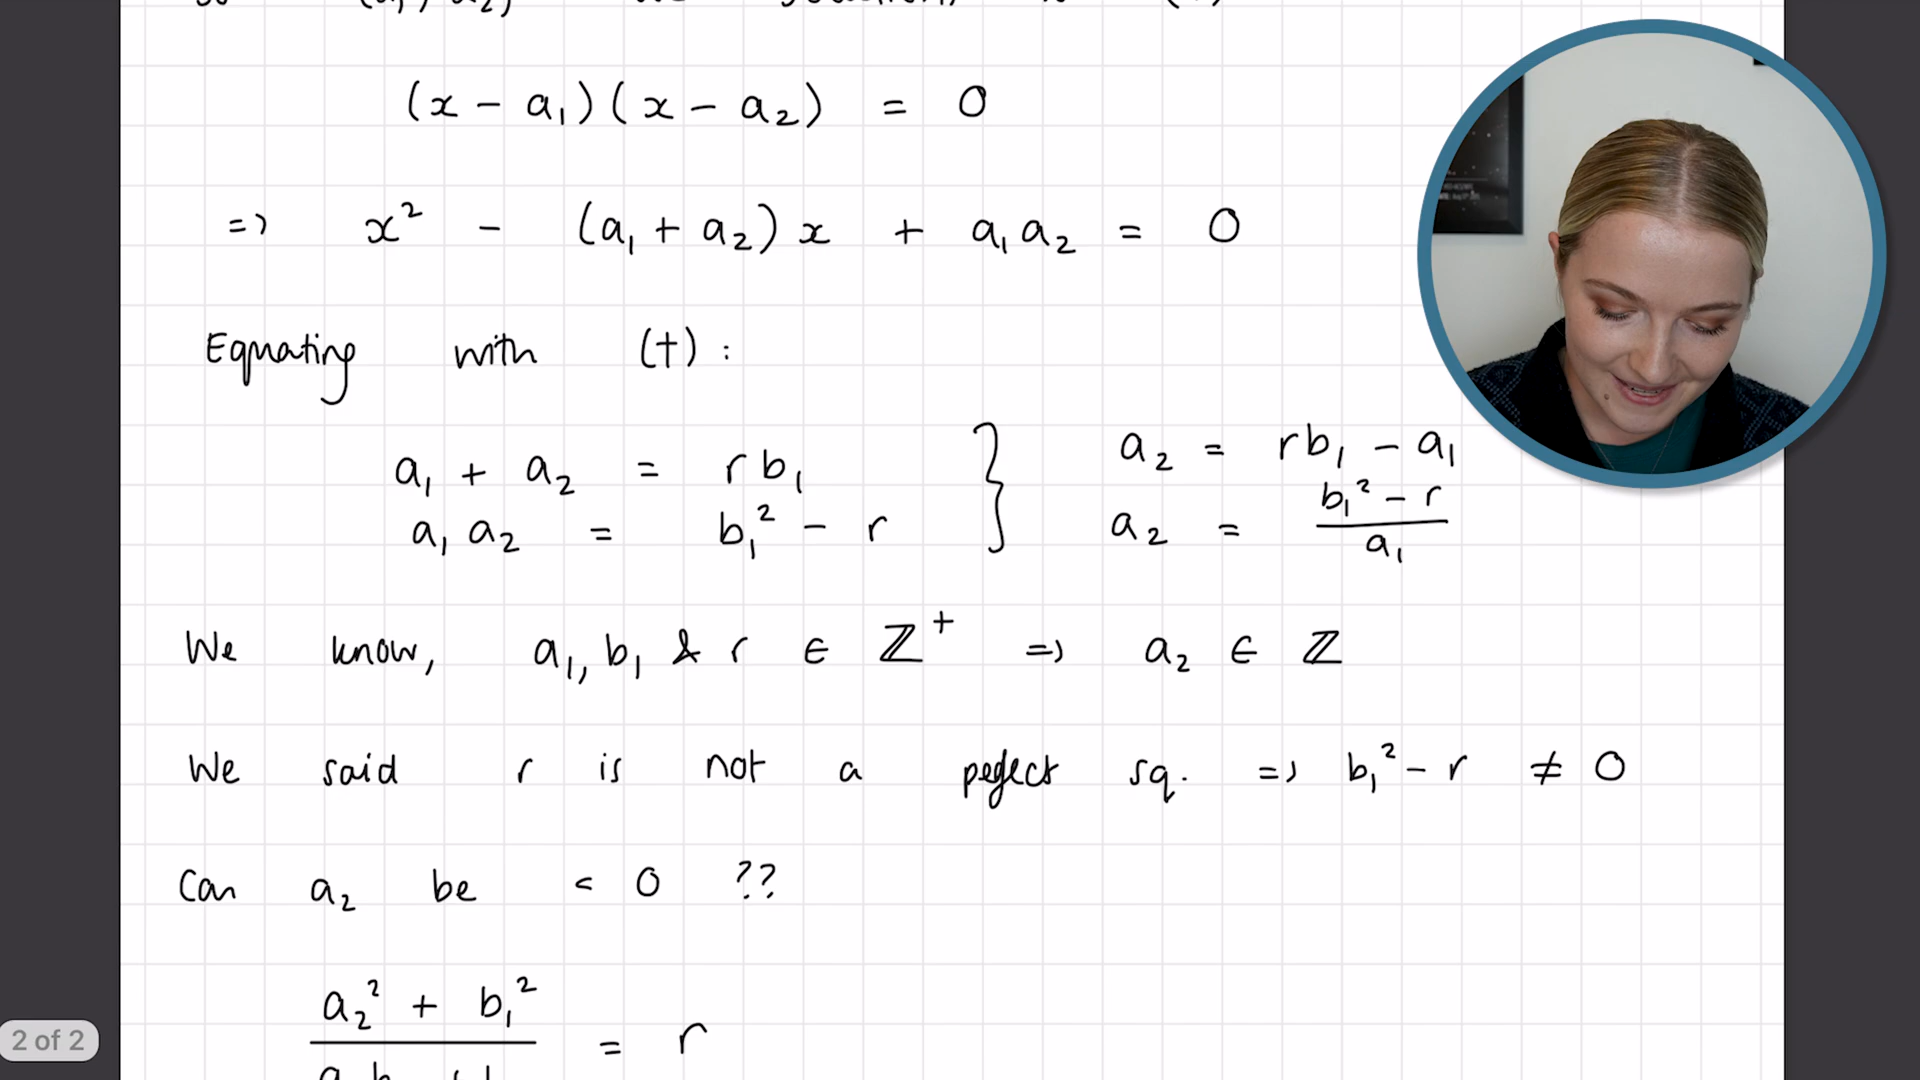 (x - a₁)(x - a₂) = 0
=> x² - (a₁ + a₂)x + a₁a₂ = 0
Equating with (†):
a₁ + a₂ = rb₁ } a₂ = rb₁ - a₁
a₁a₂ = b₁² - r } a₂ = (b₁² - r)/a₁
We know, a₁, b₁ & r ∈ ℤ⁺ => a₂ ∈ ℤ
We said r is not a perfect sq. => b₁² - r ≠ 0
Can a₂ be < 0 ??
a₂² + b₁²
= r
2 of 2